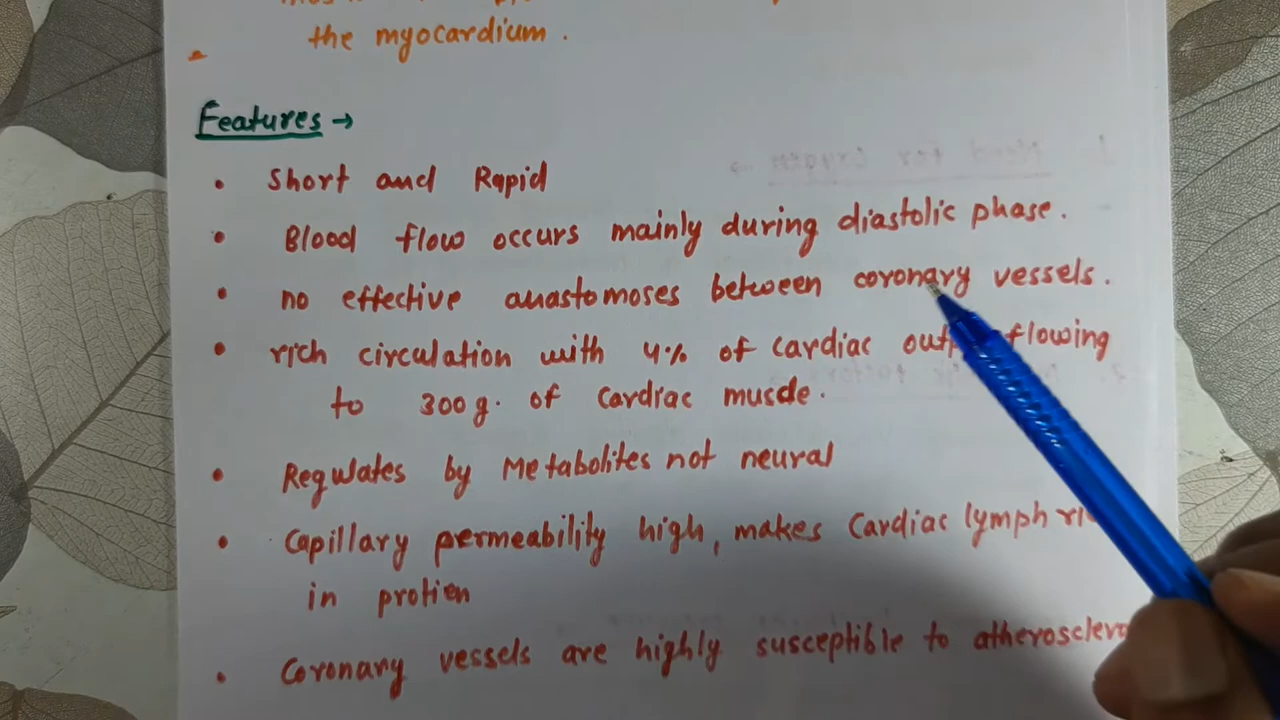 the myocardium.
Features →
• Short and Rapid
• Blood flow occurs mainly during diastolic phase.
• no effective anastomoses between coronary vessels.
• rich circulation with 4% of cardiac flowing
to 300g. of cardiac muscle.
• Regulates by Metabolites not neural
• Capillary permeability high, makes Cardiac lymph
in protien
• Coronary vessels are highly susceptible to